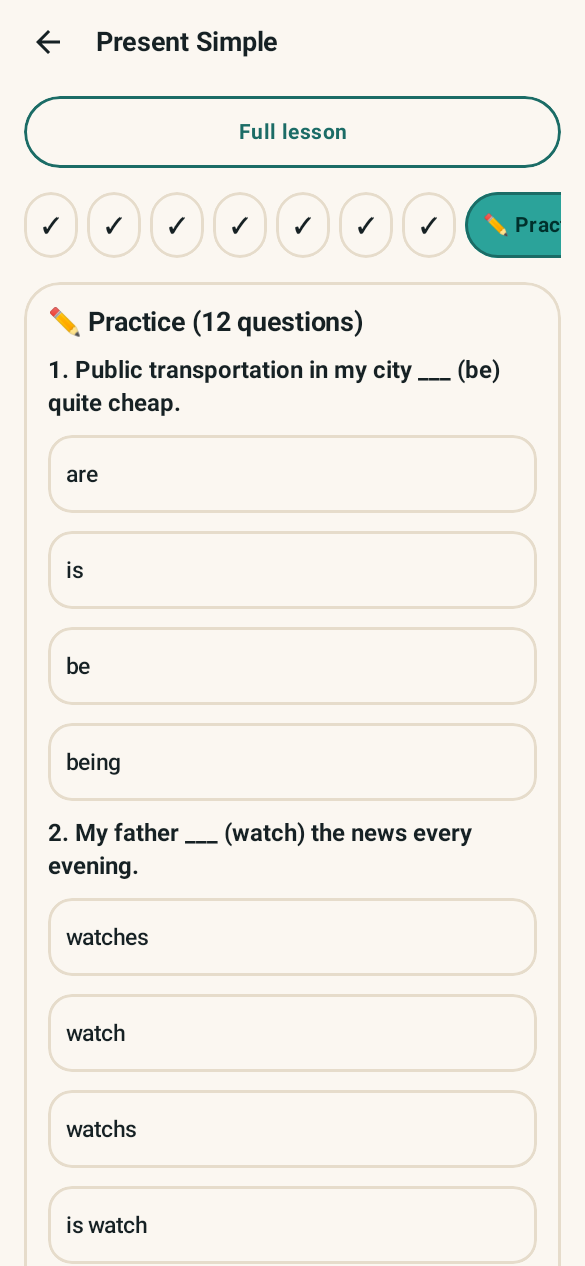 Present Simple
Full lesson
✓ ✓ ✓ ✓ ✓ ✓ ✓ ✏️ Prac
✏️ Practice (12 questions)
1. Public transportation in my city ___ (be)
quite cheap.
are
is
be
being
2. My father ___ (watch) the news every
evening.
watches
watch
watchs
is watch